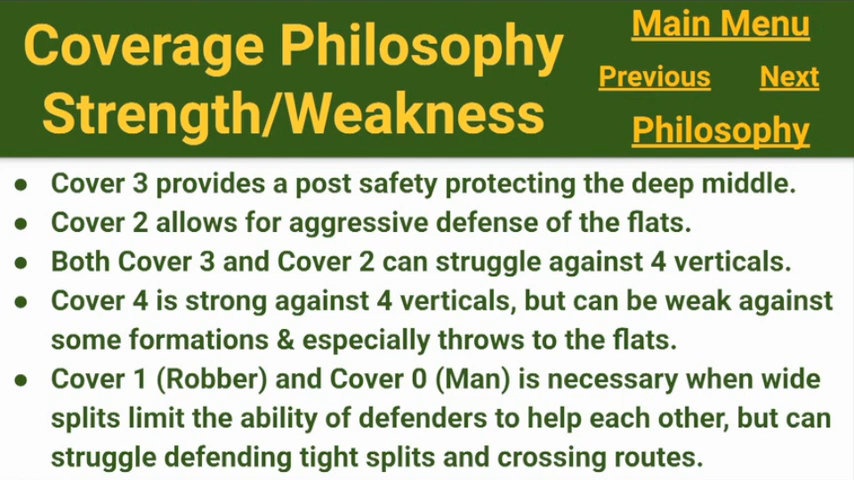 Coverage Philosophy
Strength/Weakness
Main Menu
Previous Next
Philosophy
● Cover 3 provides a post safety protecting the deep middle.
● Cover 2 allows for aggressive defense of the flats.
● Both Cover 3 and Cover 2 can struggle against 4 verticals.
● Cover 4 is strong against 4 verticals, but can be weak against
some formations & especially throws to the flats.
● Cover 1 (Robber) and Cover 0 (Man) is necessary when wide
splits limit the ability of defenders to help each other, but can
struggle defending tight splits and crossing routes.